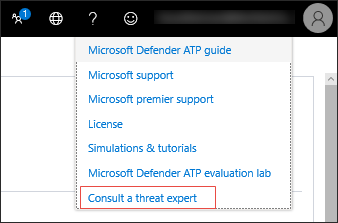 1
?
Microsoft Defender ATP guide
Microsoft support
Microsoft premier support
License
Simulations & tutorials
Microsoft Defender ATP evaluation lab
Consult a threat expert